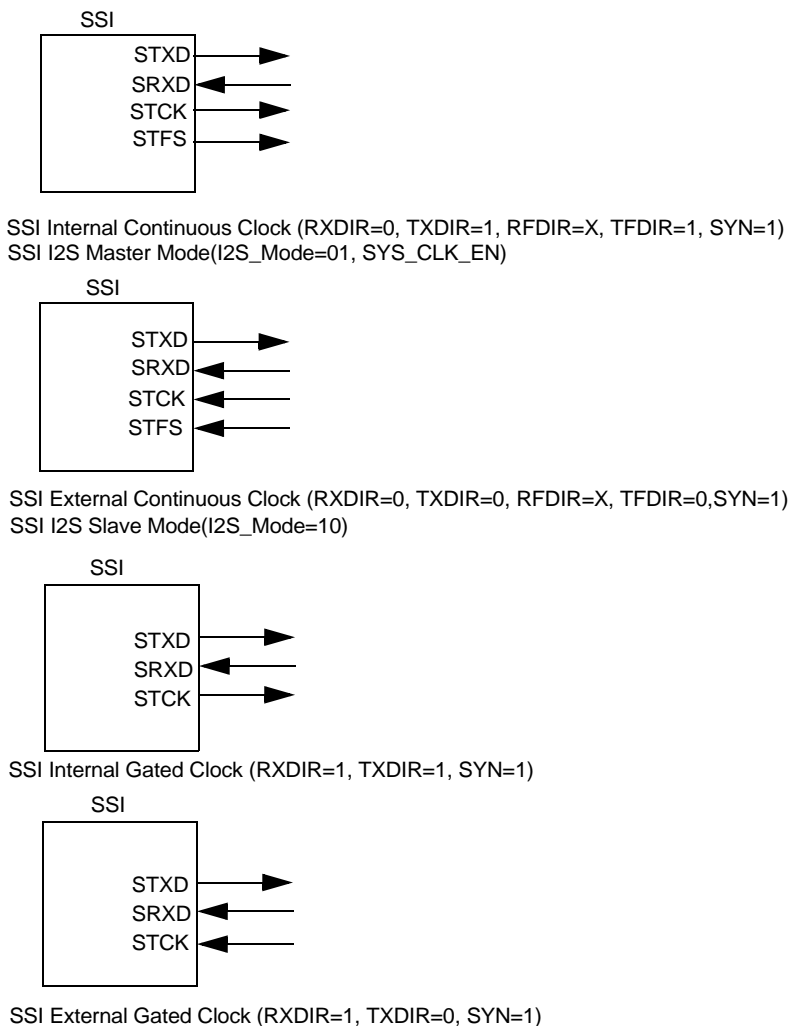 SSI
STXD
SRXD
STCK
STFS
SSI Internal Continuous Clock (RXDIR=0, TXDIR=1, RFDIR=X, TFDIR=1, SYN=1)
SSI I2S Master Mode(I2S_Mode=01, SYS_CLK_EN)
SSI
STXD
SRXD
STCK
STFS
SSI External Continuous Clock (RXDIR=0, TXDIR=0, RFDIR=X, TFDIR=0,SYN=1)
SSI I2S Slave Mode(I2S_Mode=10)
SSI
STXD
SRXD
STCK
SSI Internal Gated Clock (RXDIR=1, TXDIR=1, SYN=1)
SSI
STXD
SRXD
STCK
SSI External Gated Clock (RXDIR=1, TXDIR=0, SYN=1)